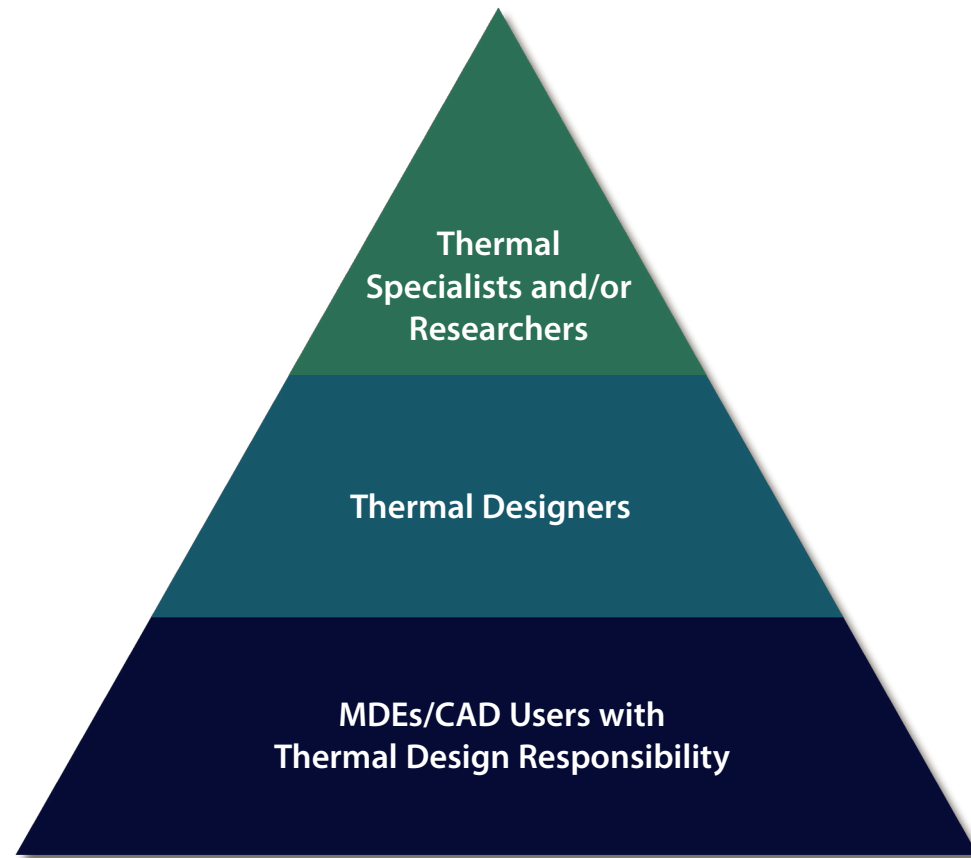 Thermal
Specialists and/or
Researchers
Thermal Designers
MDEs/CAD Users with
Thermal Design Responsibility